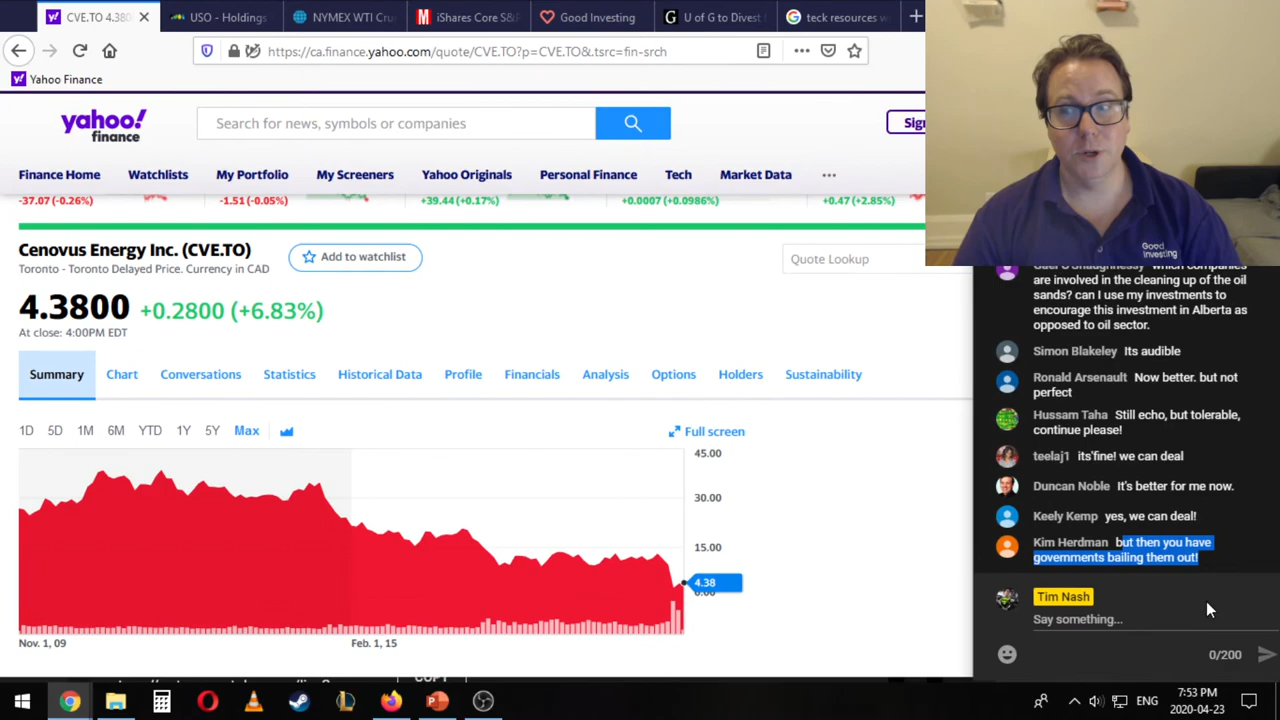 CVE.TO 4.380
USO - Holdings
NYMEX WTI Cru
iShares Core S&
Good Investing
U of G to Divest
teck resources w
https://ca.finance.yahoo.com/quote/CVE.TO?p=CVE.TO&.tsrc=fin-srch
Yahoo Finance
yahoo!
finance
Search for news, symbols or companies
Sign
Finance Home
Watchlists
My Portfolio
My Screeners
Yahoo Originals
Personal Finance
Tech
Market Data
-37.07 (-0.26%)
-1.51 (-0.05%)
+39.44 (+0.17%)
+0.0007 (+0.0986%)
+0.47 (+2.85%)
Cenovus Energy Inc. (CVE.TO)
Toronto - Toronto Delayed Price. Currency in CAD
Add to watchlist
Quote Lookup
4.3800 +0.2800 (+6.83%)
At close: 4:00PM EDT
Summary
Chart
Conversations
Statistics
Historical Data
Profile
Financials
Analysis
Options
Holders
Sustainability
1D 5D 1M 6M YTD 1Y 5Y Max
Full screen
45.00
30.00
15.00
4.38
Nov. 1, 09
Feb. 1, 15
Good
Investing
which companies
are involved in the cleaning up of the oil
sands? can I use my investments to
encourage this investment in Alberta as
opposed to oil sector.
Simon Blakeley Its audible
Ronald Arsenault Now better. but not
perfect
Hussam Taha Still echo, but tolerable,
continue please!
teelaj1 its'fine! we can deal
Duncan Noble It's better for me now.
Keely Kemp yes, we can deal!
Kim Herdman but then you have
governments bailing them out!
Tim Nash
Say something...
0/200
ENG
7:53 PM
2020-04-23